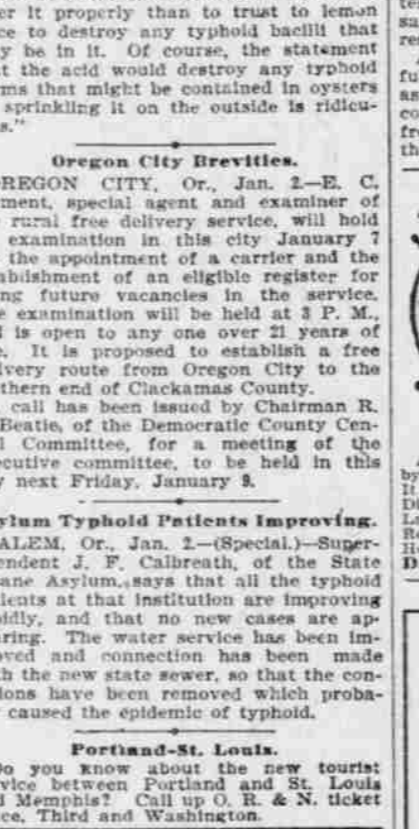 er it properly than to trust to lemon
ce to destroy any typhoid bacilli that
y be in it. Of course, the statement
t the acid would destroy any typhoid
ms that might be contained in oysters
sprinkling it on the outside is ridicu-
s."
Oregon City Brevities.
REGON CITY, Or., Jan. 2.—E. C.
ment, special agent and examiner of
rural free delivery service, will hold
examination in this city January 7
the appointment of a carrier and the
ablishment of an eligible register for
ng future vacancies in the service.
e examination will be held at 3 P. M.,
d is open to any one over 21 years of
e. It is proposed to establish a free
ivery route from Oregon City to the
thern end of Clackamas County.
call has been issued by Chairman R.
Beatie, of the Democratic County Cen-
l Committee, for a meeting of the
ecutive committee, to be held in this
y next Friday, January 9.
ylum Typhoid Patients Improving.
ALEM, Or., Jan. 2.—(Special.)—Super-
endent J. F. Calbreath, of the State
ane Asylum, says that all the typhoid
ients at that institution are improving
idly, and that no new cases are ap-
ring. The water service has been im-
oved and connection has been made
h the new state sewer, so that the con-
ions have been removed which proba-
caused the epidemic of typhoid.
Portland-St. Louis.
Do you know about the new tourist
vice between Portland and St. Louis
d Memphis? Call up O. R. & N. ticket
ce, Third and Washington.